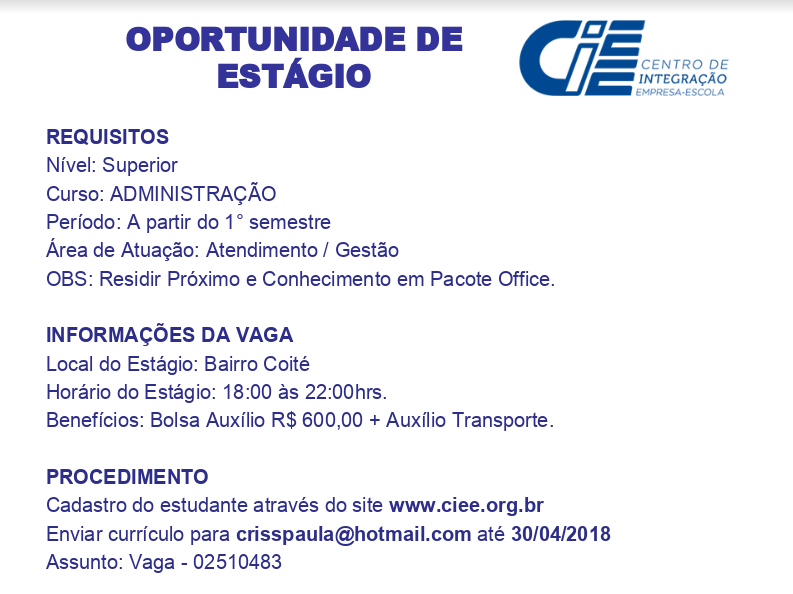 OPORTUNIDADE DE
ESTÁGIO
CIEE
CENTRO DE
INTEGRAÇÃO
EMPRESA-ESCOLA
REQUISITOS
Nível: Superior
Curso: ADMINISTRAÇÃO
Período: A partir do 1° semestre
Área de Atuação: Atendimento / Gestão
OBS: Residir Próximo e Conhecimento em Pacote Office.
INFORMAÇÕES DA VAGA
Local do Estágio: Bairro Coité
Horário do Estágio: 18:00 às 22:00hrs.
Benefícios: Bolsa Auxílio R$ 600,00 + Auxílio Transporte.
PROCEDIMENTO
Cadastro do estudante através do site www.ciee.org.br
Enviar currículo para crisspaula@hotmail.com até 30/04/2018
Assunto: Vaga - 02510483